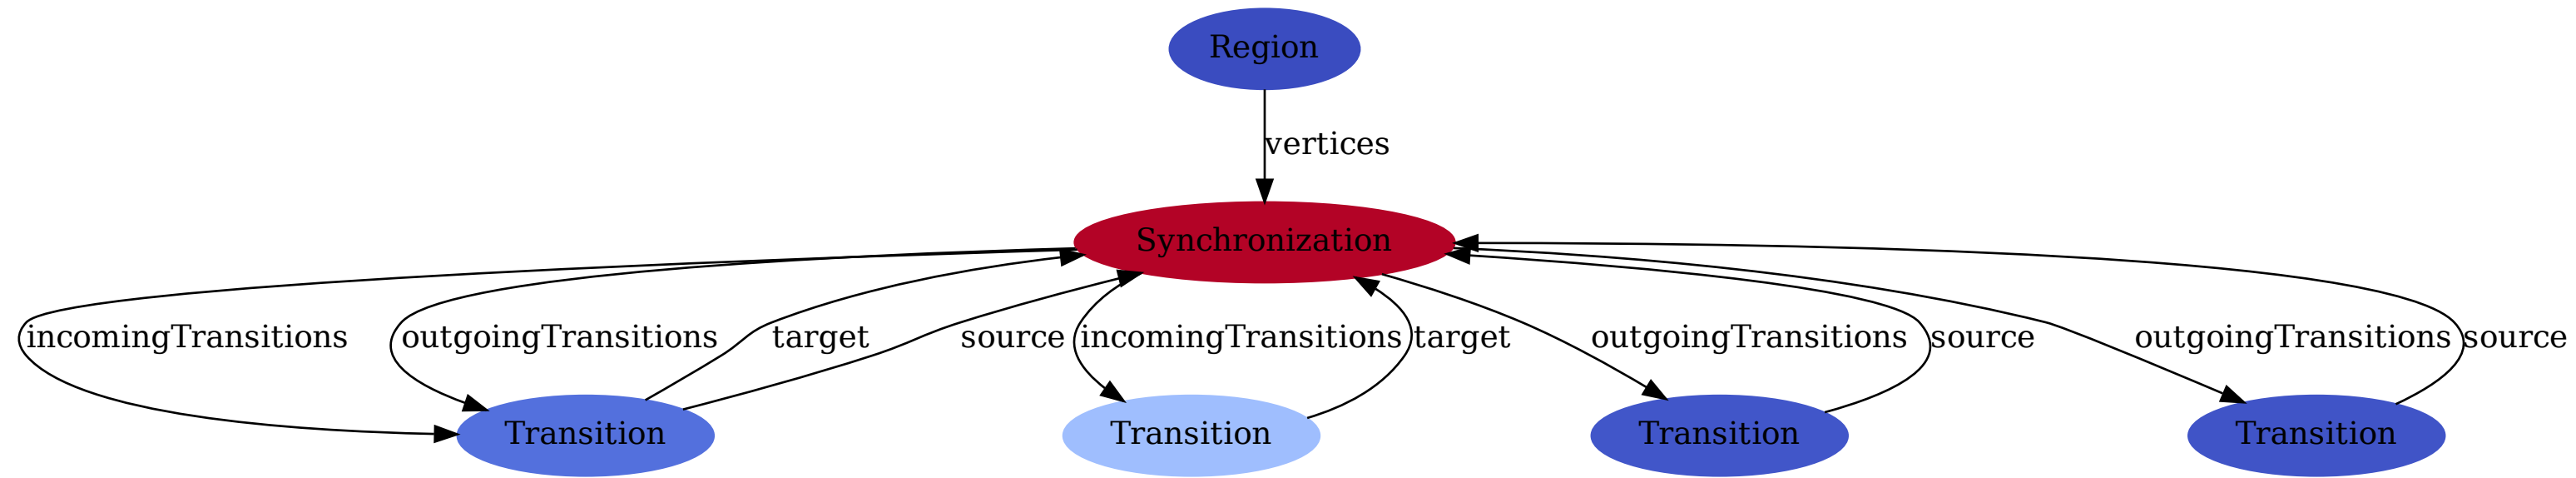 Region
vertices
Synchronization
incomingTransitions
outgoingTransitions
target
source
incomingTransitions
target
outgoingTransitions
source
outgoingTransitions
source
Transition
Transition
Transition
Transition